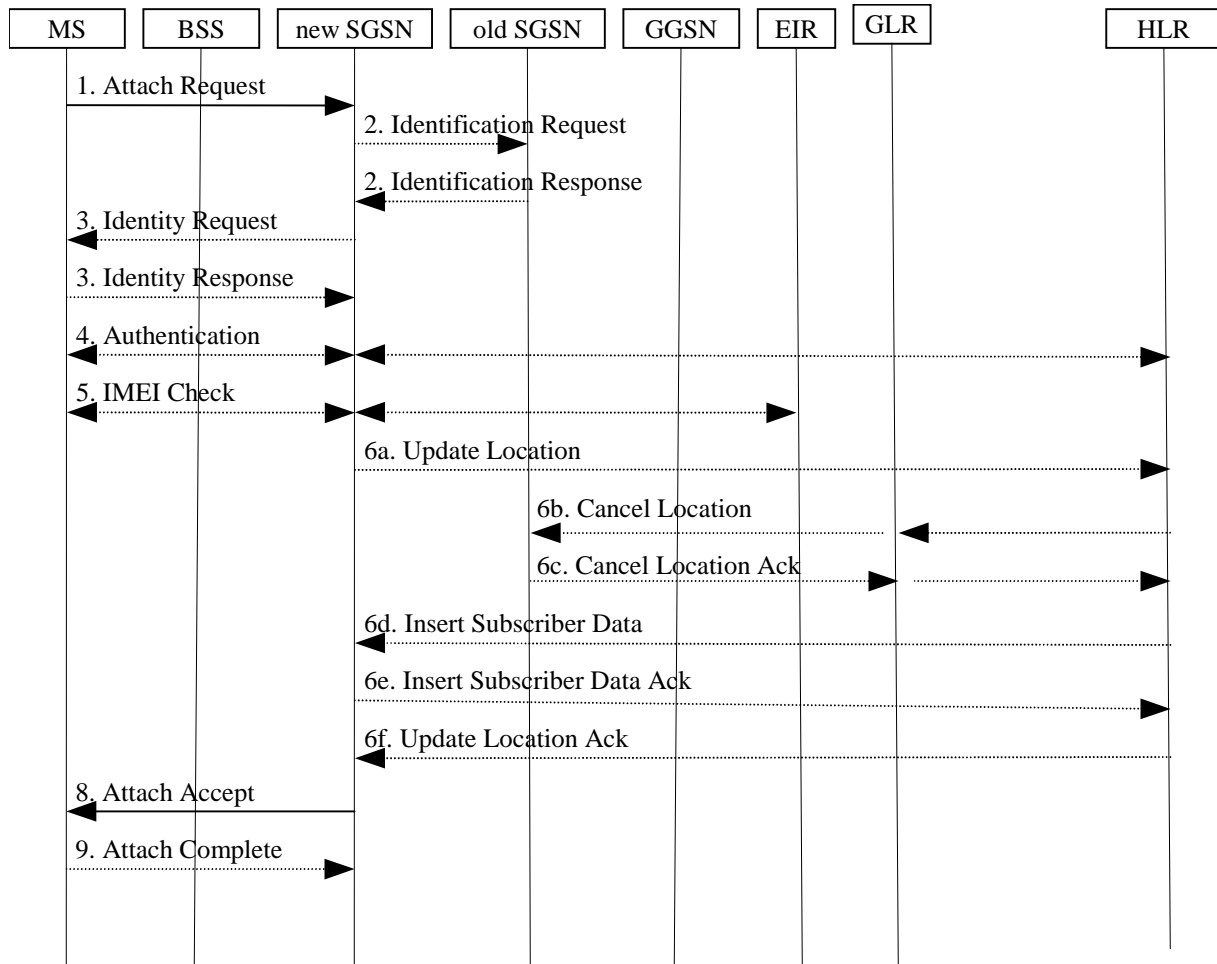 MS
BSS
new SGSN
old SGSN
GGSN
EIR
GLR
HLR
1. Attach Request
2. Identification Request
2. Identification Response
3. Identity Request
3. Identity Response
4. Authentication
5. IMEI Check
6a. Update Location
6b. Cancel Location
6c. Cancel Location Ack
6d. Insert Subscriber Data
6e. Insert Subscriber Data Ack
6f. Update Location Ack
8. Attach Accept
9. Attach Complete